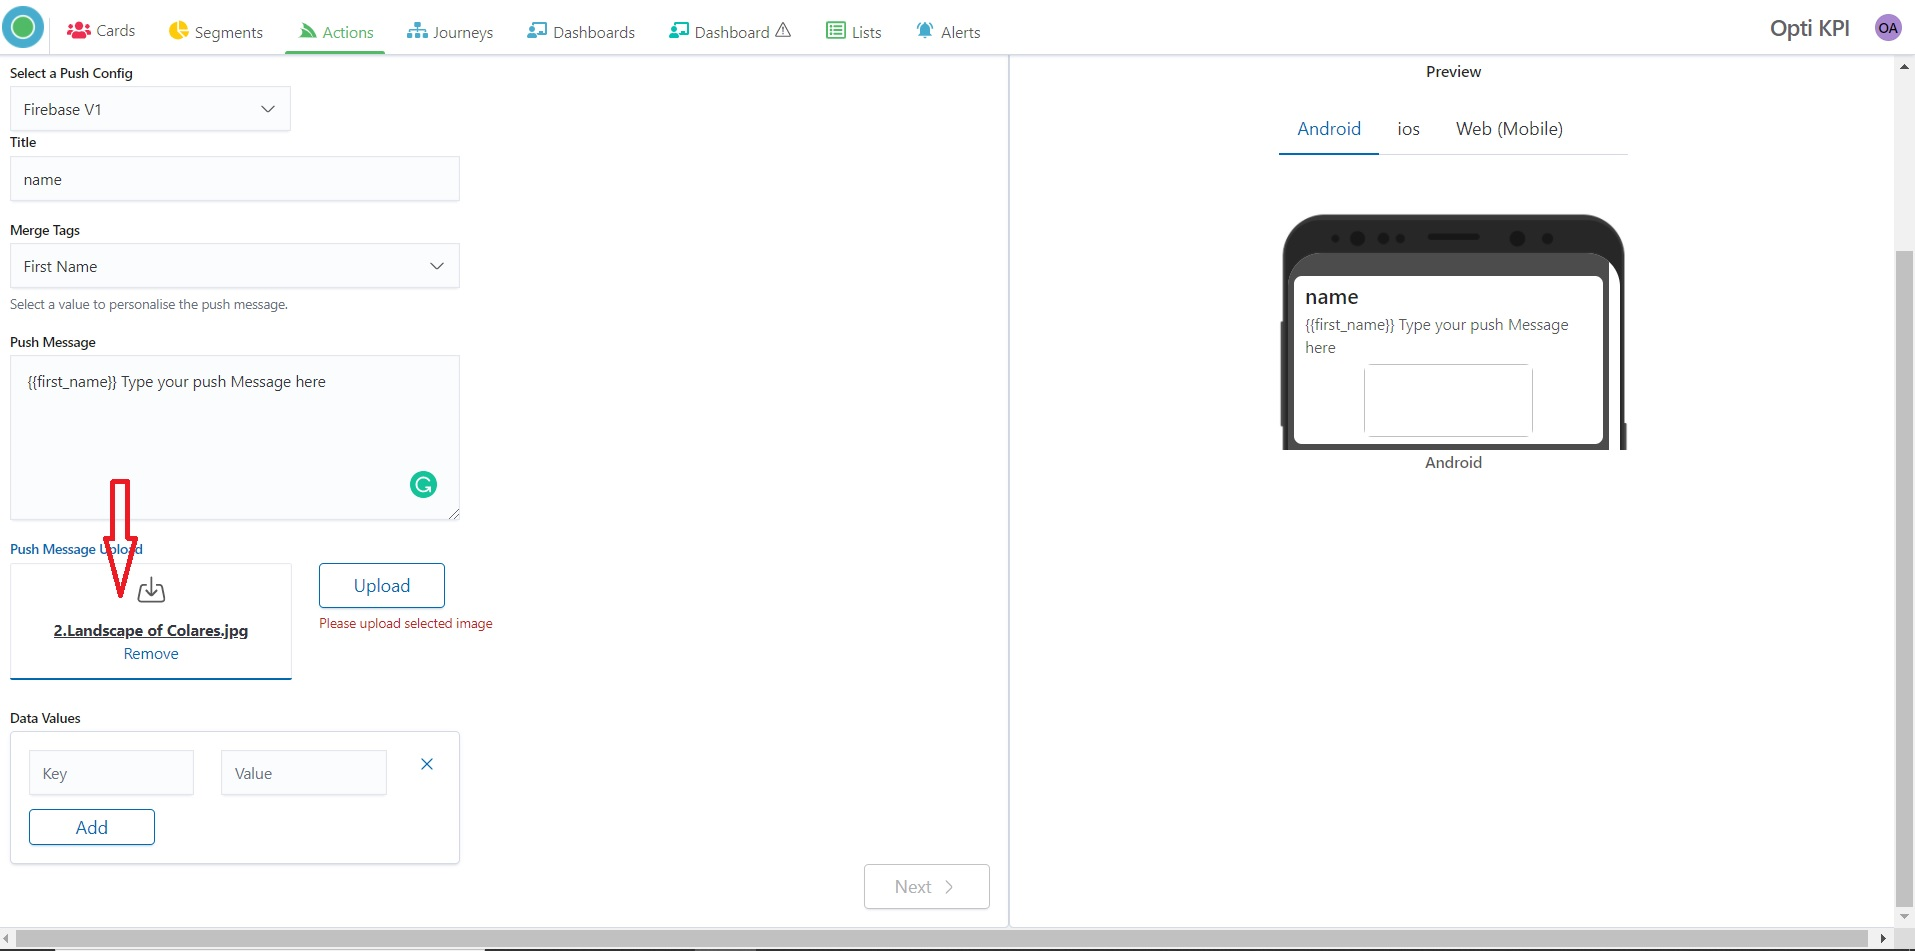 Cards
Segments
Actions
Journeys
Dashboards
Dashboard
Lists
Alerts
Opti KPI
OA
Select a Push Config
Firebase V1
Title
name
Merge Tags
First Name
Select a value to personalise the push message.
Push Message
{{first_name}} Type your push Message here
Push Message Upload
2.Landscape of Colares.jpg
Remove
Upload
Please upload selected image
Data Values
Key
Value
Add
Next
Preview
Android
ios
Web (Mobile)
name
{{first_name}} Type your push Message
here
Android